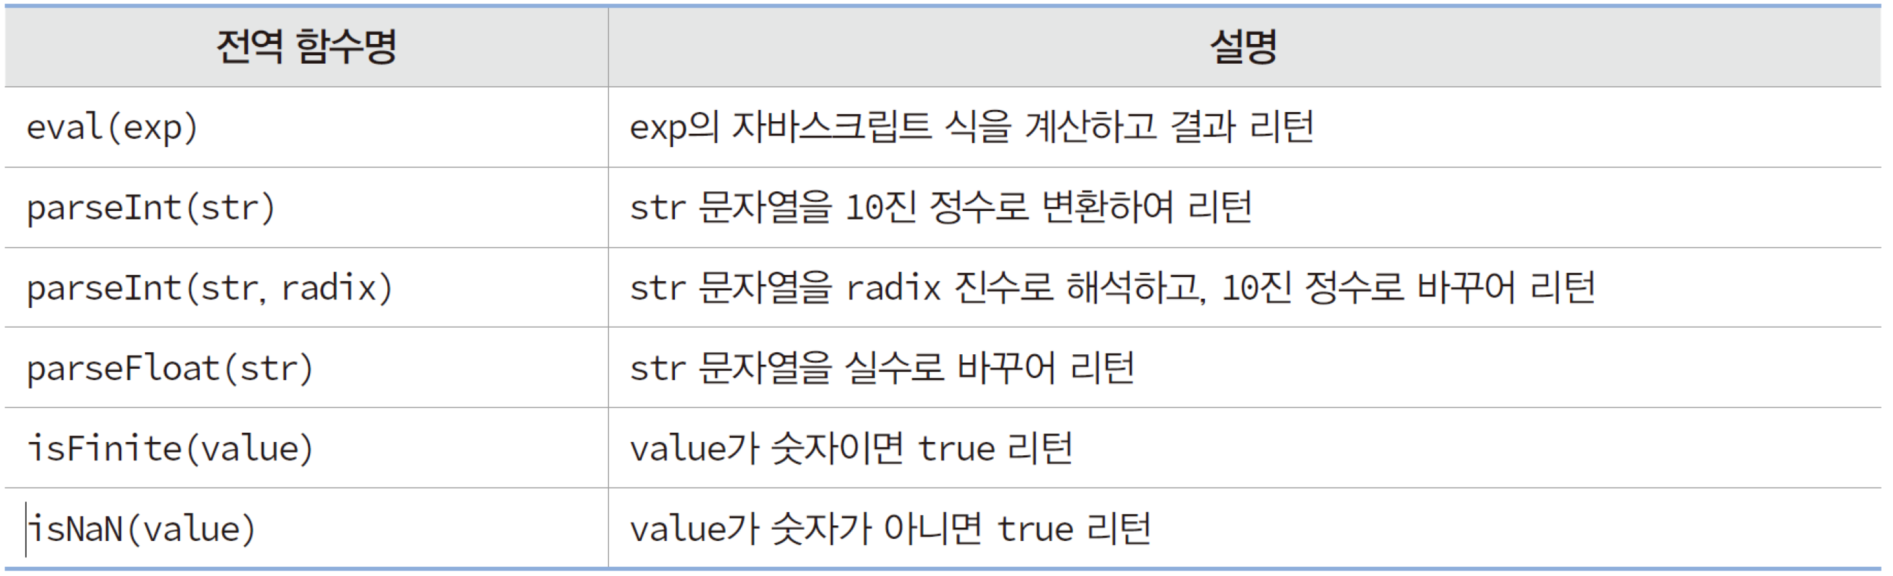 전역 함수명 설명
eval(exp) exp의 자바스크립트 식을 계산하고 결과 리턴
parseInt(str) str 문자열을 10진 정수로 변환하여 리턴
parseInt(str, radix) str 문자열을 radix 진수로 해석하고, 10진 정수로 바꾸어 리턴
parseFloat(str) str 문자열을 실수로 바꾸어 리턴
isFinite(value) value가 숫자이면 true 리턴
isNaN(value) value가 숫자가 아니면 true 리턴